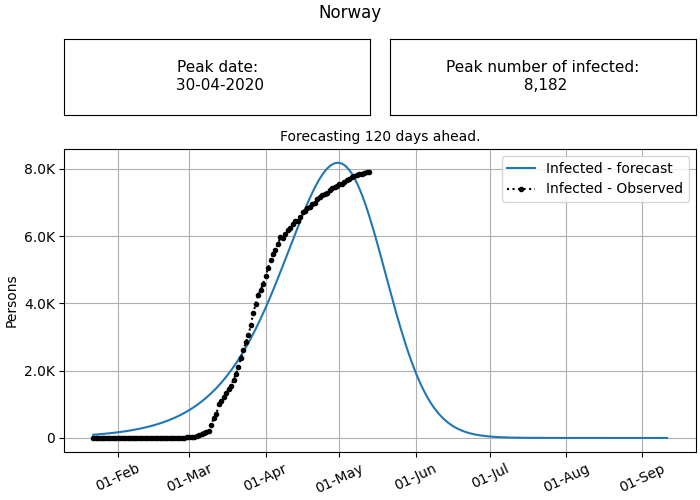 Norway
Peak date:
30-04-2020
Peak number of infected:
8,182
Forecasting 120 days ahead.
Infected - forecast
Infected - Observed
8.0K
6.0K
4.0K
2.0K
0
Persons
01-Feb
01-Mar
01-Apr
01-May
01-Jun
01-Jul
01-Aug
01-Sep